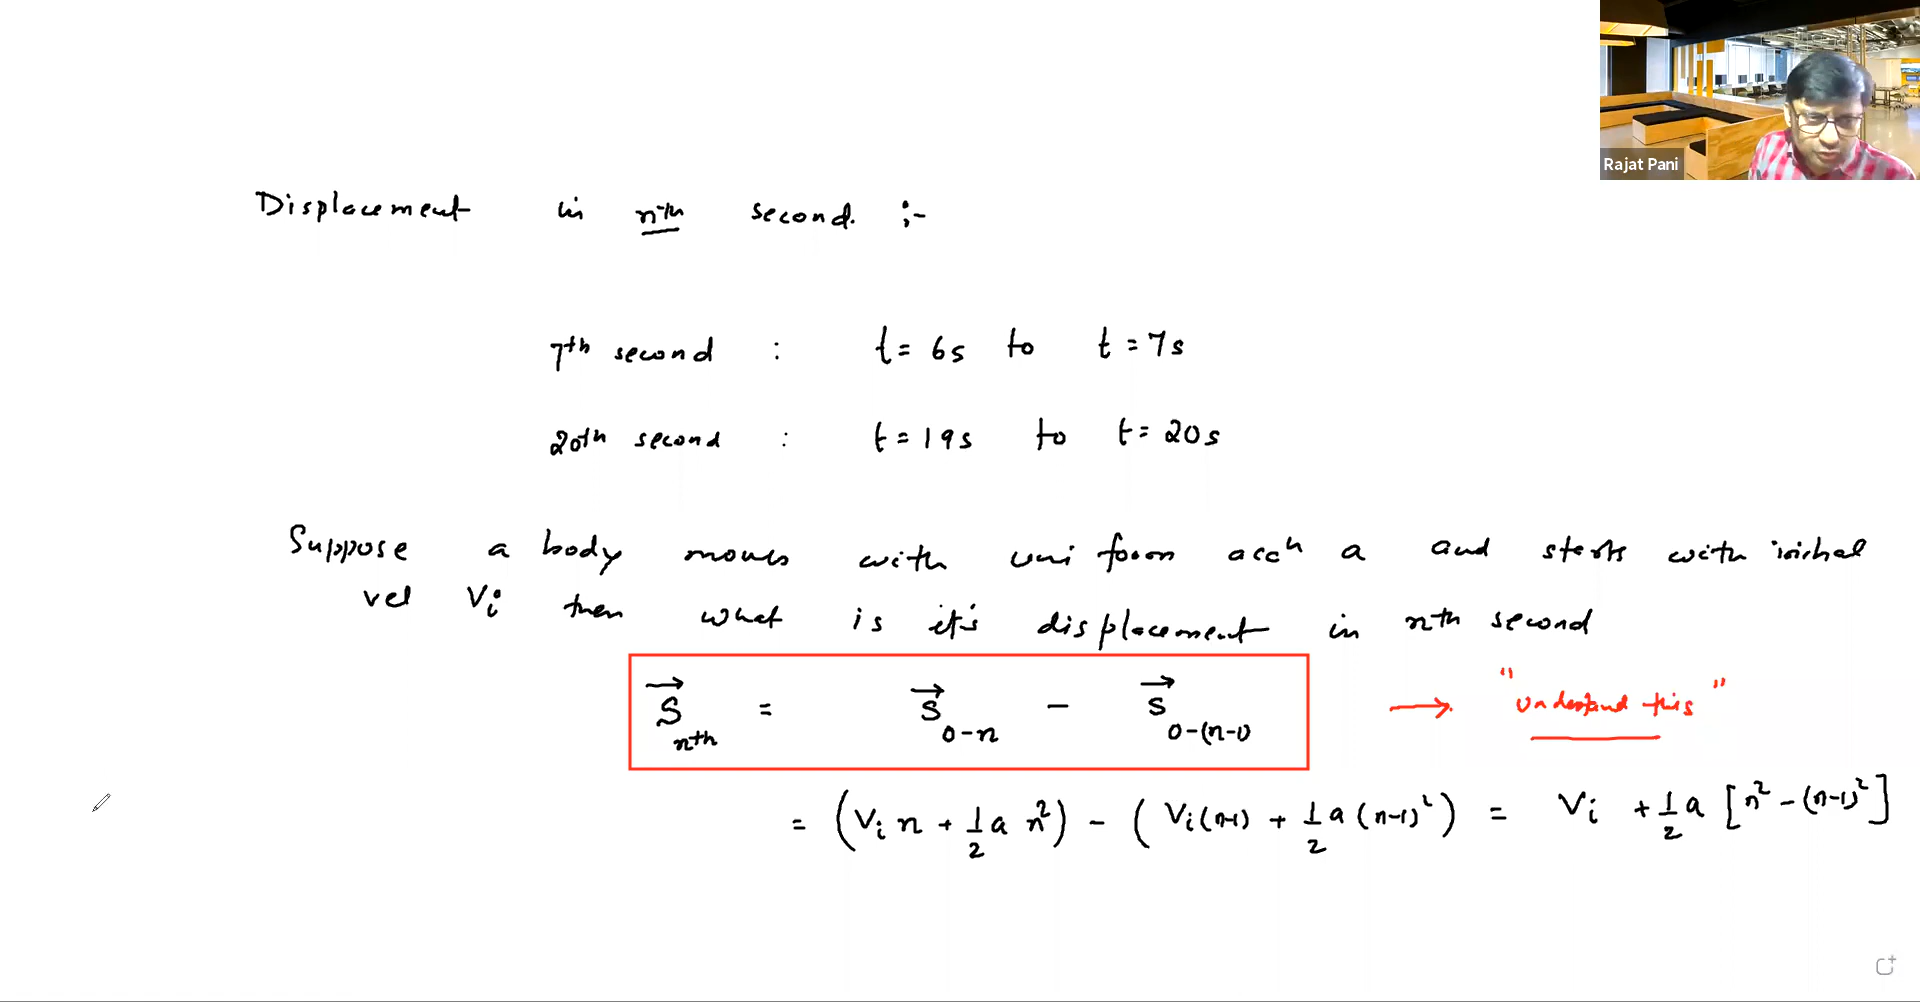 Rajat Pani
Displacement in nth second :-
7th second : t = 6s to t = 7s
20th second : t = 19s to t = 20s
Suppose a body moves with uniform accn a and starts with initial
vel Vi then what is it's displacement in nth second
S⃗nth = S⃗0-n - S⃗0-(n-1) → "understand this"
= (Vi n + 1/2 a n²) - (Vi(n-1) + 1/2 a (n-1)²) = Vi + 1/2 a [n² - (n-1)²]